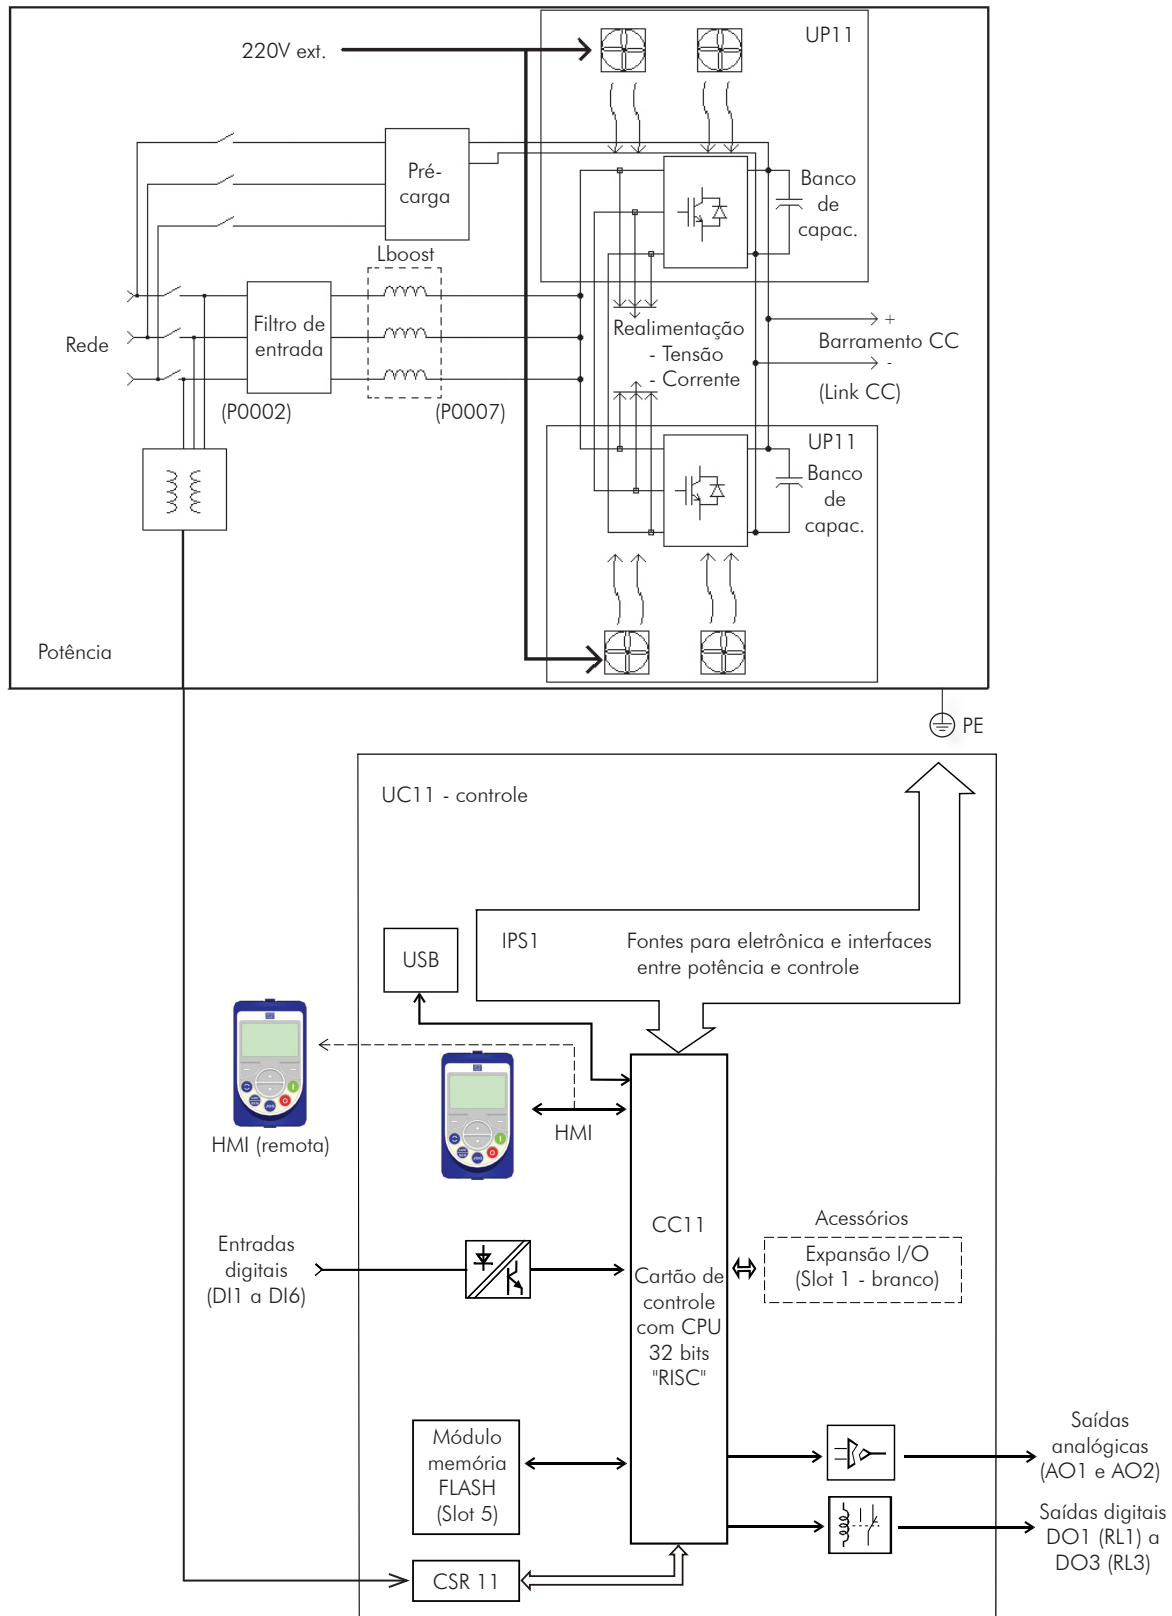 UP11
220V ext.
Pré-
carga
Banco
de
capac.
Lboost
Rede
Filtro de
entrada
Realimentação
- Tensão
- Corrente
+
Barramento CC
-
(Link CC)
(P0002)
(P0007)
UP11
Banco
de
capac.
Potência
PE
UC11 - controle
USB
IPS1
Fontes para eletrônica e interfaces
entre potência e controle
HMI (remota)
HMI
CC11
Cartão de
controle
com CPU
32 bits
"RISC"
Acessórios
Expansão I/O
(Slot 1 - branco)
Entradas
digitais
(DI1 a DI6)
Módulo
memória
FLASH
(Slot 5)
Saídas
analógicas
(AO1 e AO2)
Saídas digitais
DO1 (RL1) a
DO3 (RL3)
CSR 11